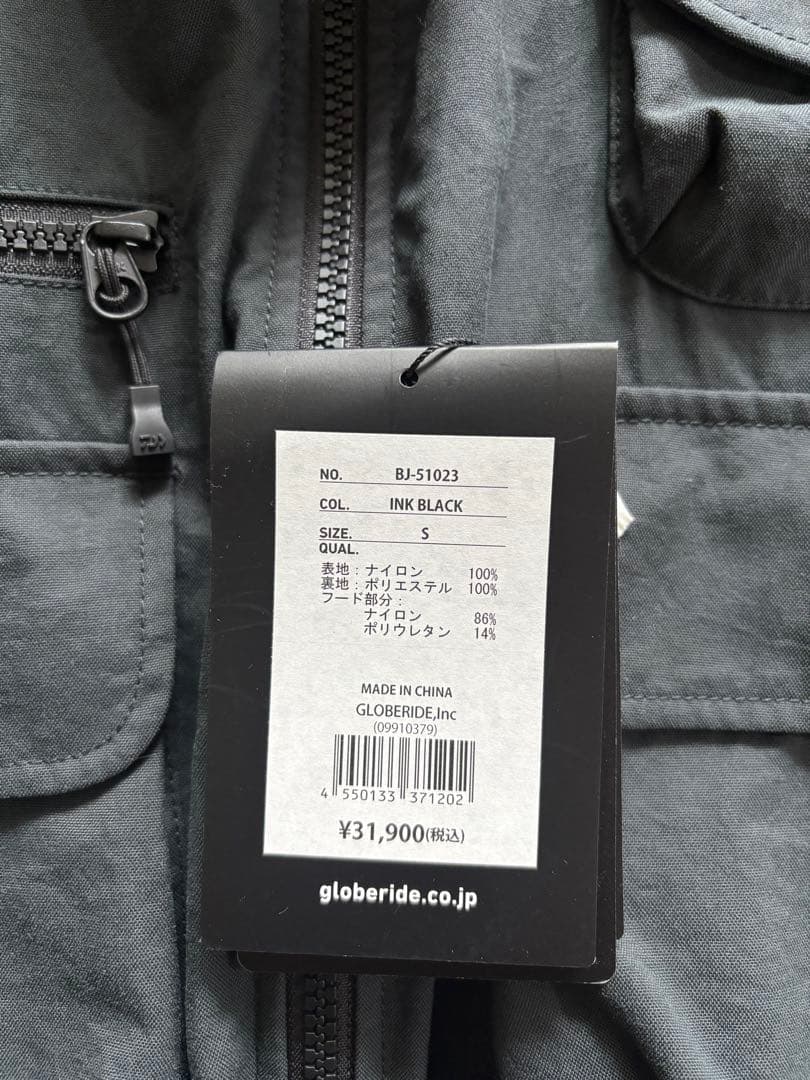 NO. BJ-51023
COL. INK BLACK
SIZE. S
QUAL.
表地：ナイロン 100%
裏地：ポリエステル 100%
フード部分：
ナイロン 86%
ポリウレタン 14%
MADE IN CHINA
GLOBERIDE,Inc
(09910379)
4 550133 371202
¥31,900(税込)
globeride.co.jp